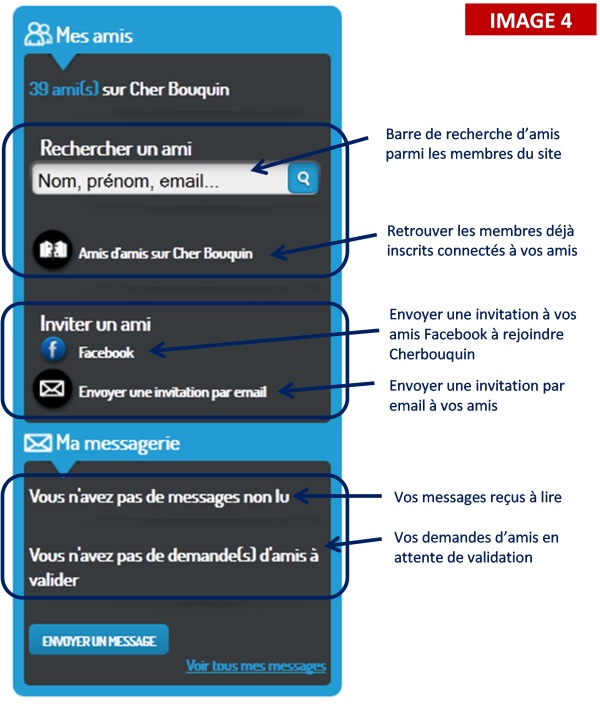 IMAGE 4
Mes amis
39 ami(s) sur Cher Bouquin
Rechercher un ami
Nom, prénom, email...
Barre de recherche d'amis
parmi les membres du site
Amis d'amis sur Cher Bouquin
Retrouver les membres déjà
inscrits connectés à vos amis
Inviter un ami
Facebook
Envoyer une invitation à vos
amis Facebook à rejoindre
Cherbouquin
Envoyer une invitation par email
Envoyer une invitation par
email à vos amis
Ma messagerie
Vous n'avez pas de messages non lu
Vos messages reçus à lire
Vous n'avez pas de demande(s) d'amis à
valider
Vos demandes d'amis en
attente de validation
ENVOYER UN MESSAGE
Voir tous mes messages